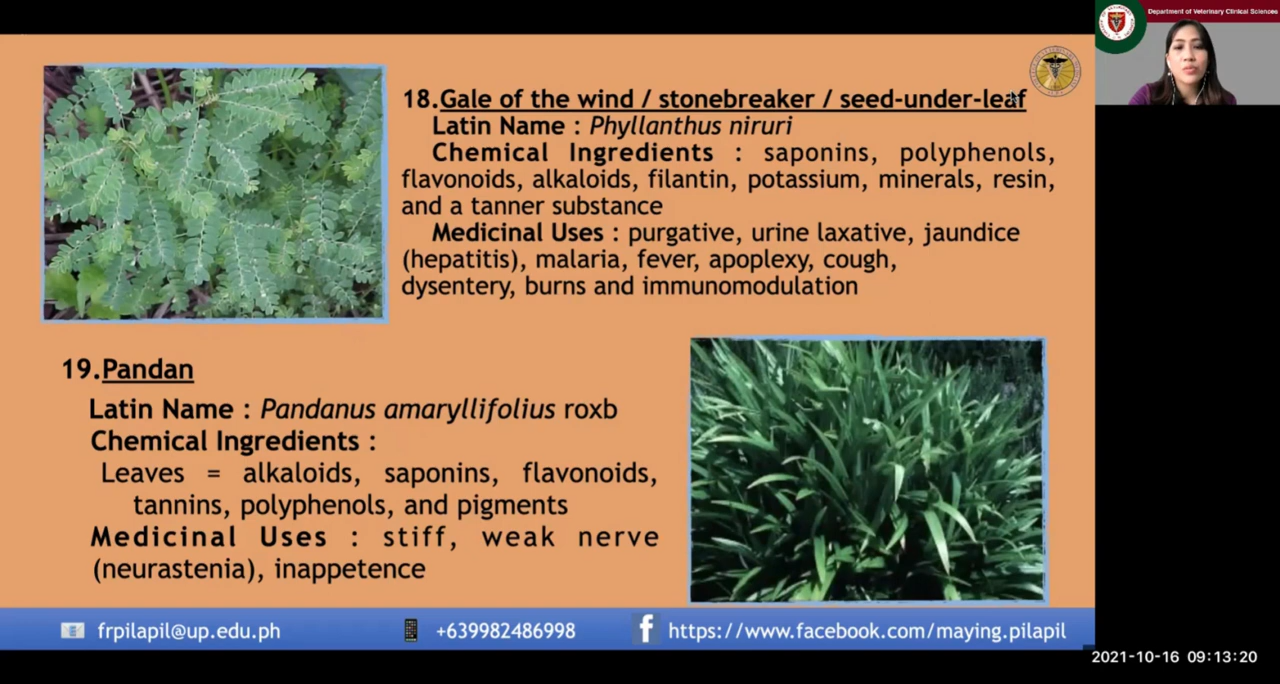 Department of Veterinary Clinical Sciences
18.Gale of the wind / stonebreaker / seed-under-leaf
Latin Name : Phyllanthus niruri
Chemical Ingredients : saponins, polyphenols,
flavonoids, alkaloids, filantin, potassium, minerals, resin,
and a tanner substance
Medicinal Uses : purgative, urine laxative, jaundice
(hepatitis), malaria, fever, apoplexy, cough,
dysentery, burns and immunomodulation
19.Pandan
Latin Name : Pandanus amaryllifolius roxb
Chemical Ingredients :
Leaves = alkaloids, saponins, flavonoids,
tannins, polyphenols, and pigments
Medicinal Uses : stiff, weak nerve
(neurastenia), inappetence
frpilapil@up.edu.ph
+639982486998
https://www.facebook.com/maying.pilapil
2021-10-16 09:13:20